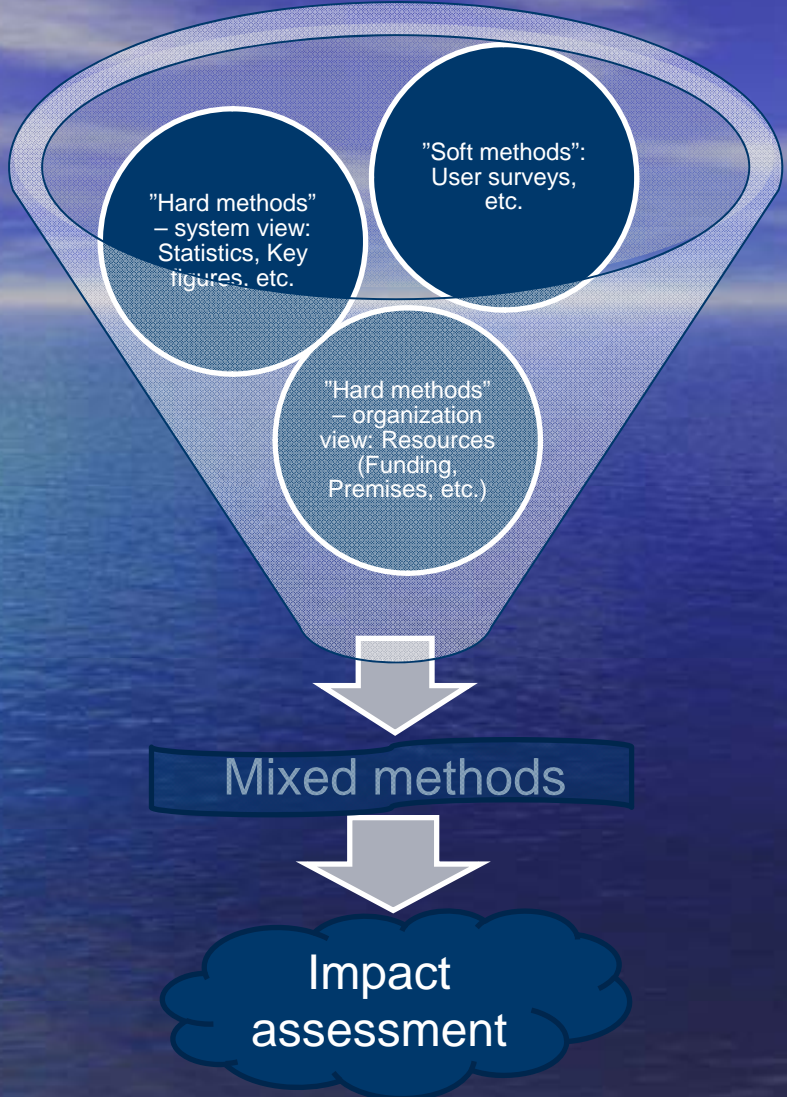 ”Soft methods”:
User surveys,
etc.
”Hard methods”
– system view:
Statistics, Key
figures, etc.
”Hard methods”
– organization
view: Resources
(Funding,
Premises, etc.)
Mixed methods
Impact
assessment